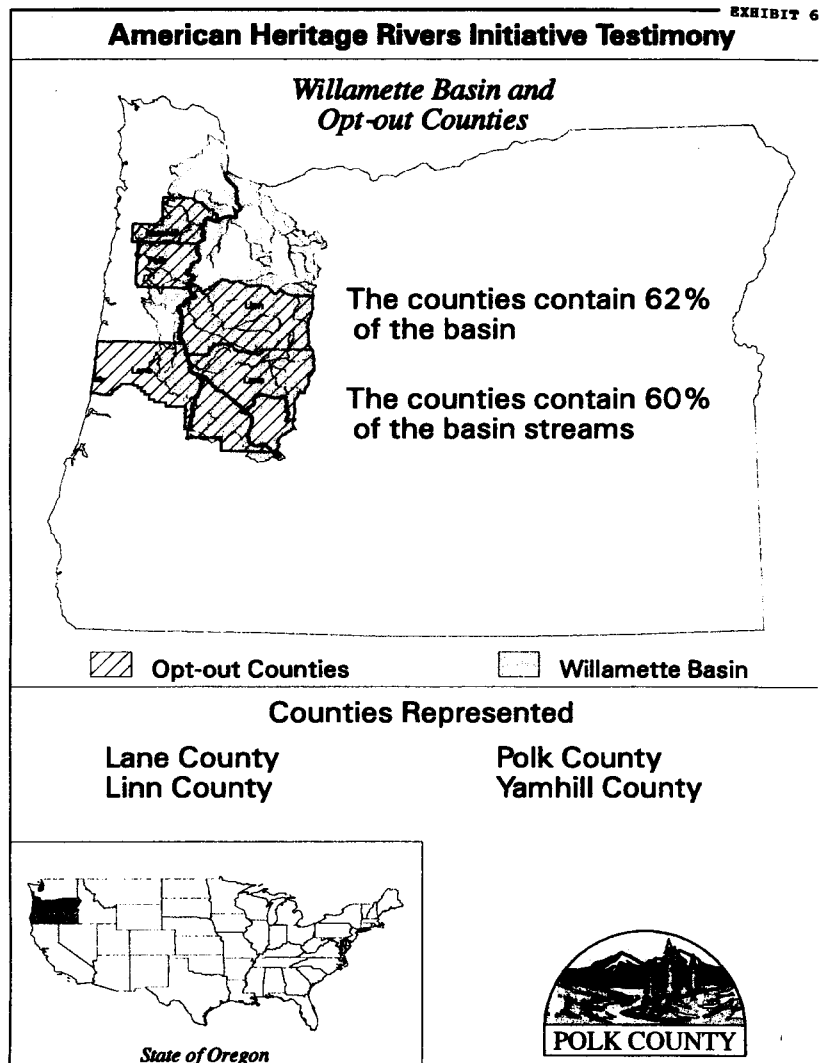 EXHIBIT 6
American Heritage Rivers Initiative Testimony
Willamette Basin and
Opt-out Counties
Linn
The counties contain 62%
of the basin
The counties contain 60%
of the basin streams
Opt-out Counties
Willamette Basin
Counties Represented
Lane County
Linn County
Polk County
Yamhill County
State of Oregon
POLK COUNTY